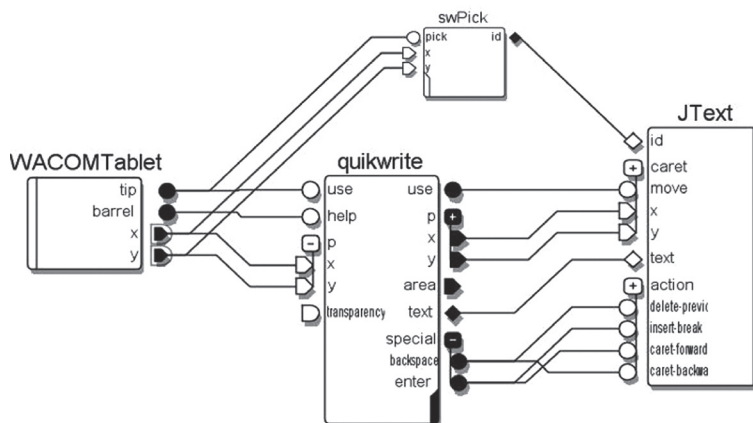 swPick
pick id
x
y
JText
id
caret
move
x
y
text
action
delete-previc
insert-break
caret-forward
caret-backwa
WACOMTablet
tip
barrel
x
y
quikwrite
use use
help p
p x
x y
y area
transparency text
special
backspace
enter